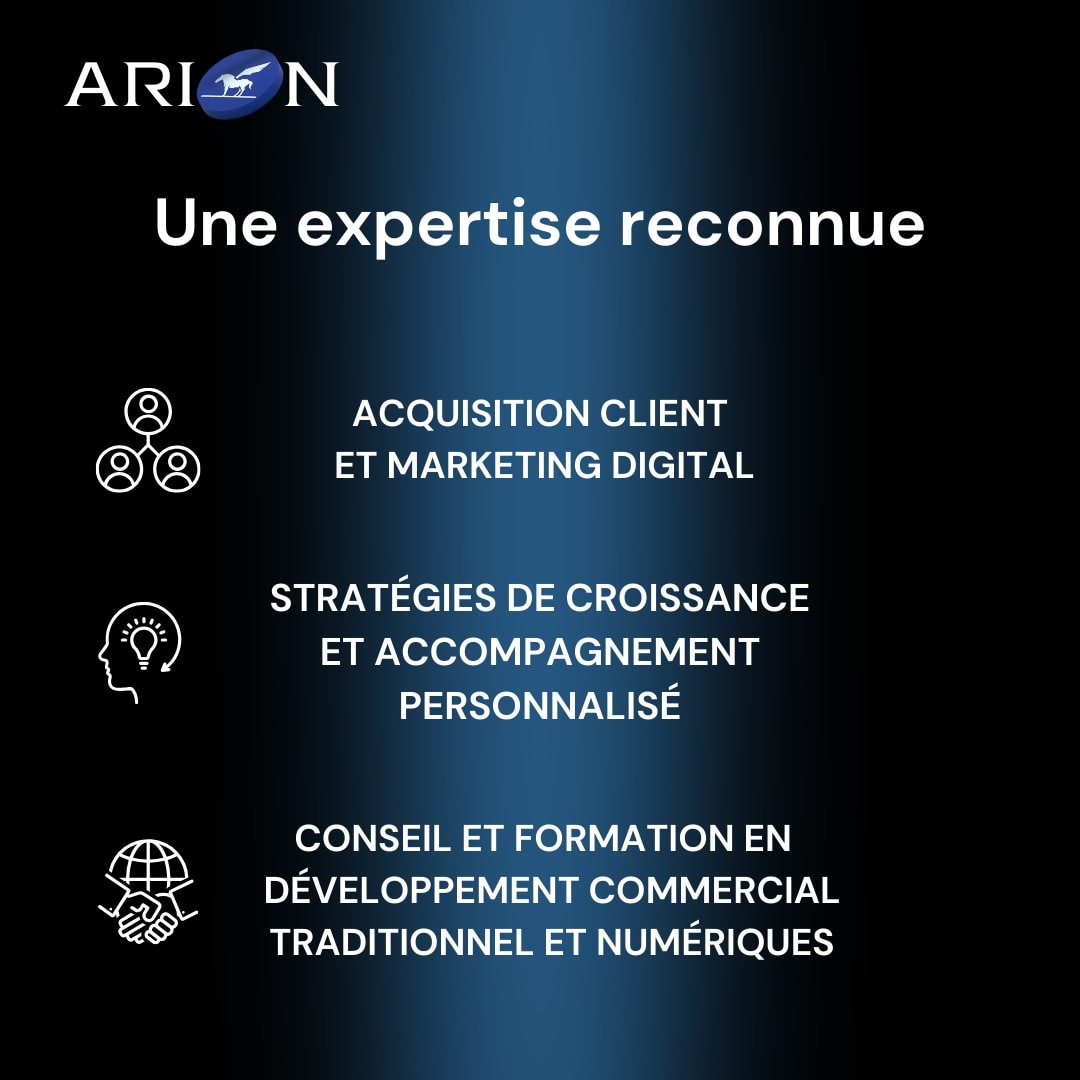 ARION
Une expertise reconnue
ACQUISITION CLIENT
ET MARKETING DIGITAL
STRATÉGIES DE CROISSANCE
ET ACCOMPAGNEMENT
PERSONNALISÉ
CONSEIL ET FORMATION EN
DÉVELOPPEMENT COMMERCIAL
TRADITIONNEL ET NUMÉRIQUES